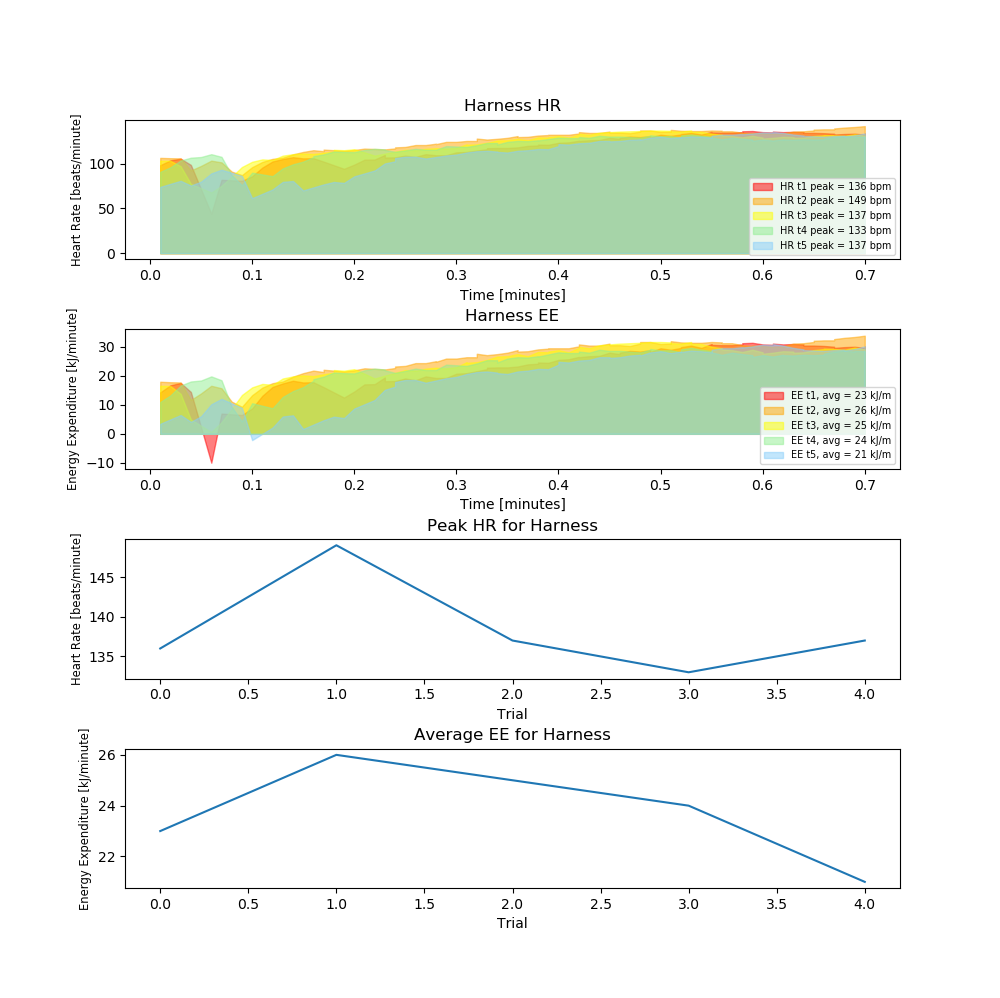 Harness HR
Heart Rate [beats/minute]
100
50
0
HR t1 peak = 136 bpm
HR t2 peak = 149 bpm
HR t3 peak = 137 bpm
HR t4 peak = 133 bpm
HR t5 peak = 137 bpm
0.0 0.1 0.2 0.3 0.4 0.5 0.6 0.7
Time [minutes]
Harness EE
Energy Expenditure [kJ/minute]
30
20
10
0
−10
EE t1, avg = 23 kJ/m
EE t2, avg = 26 kJ/m
EE t3, avg = 25 kJ/m
EE t4, avg = 24 kJ/m
EE t5, avg = 21 kJ/m
0.0 0.1 0.2 0.3 0.4 0.5 0.6 0.7
Time [minutes]
Peak HR for Harness
Heart Rate [beats/minute]
145
140
135
0.0 0.5 1.0 1.5 2.0 2.5 3.0 3.5 4.0
Trial
Average EE for Harness
Energy Expenditure [kJ/minute]
26
24
22
0.0 0.5 1.0 1.5 2.0 2.5 3.0 3.5 4.0
Trial